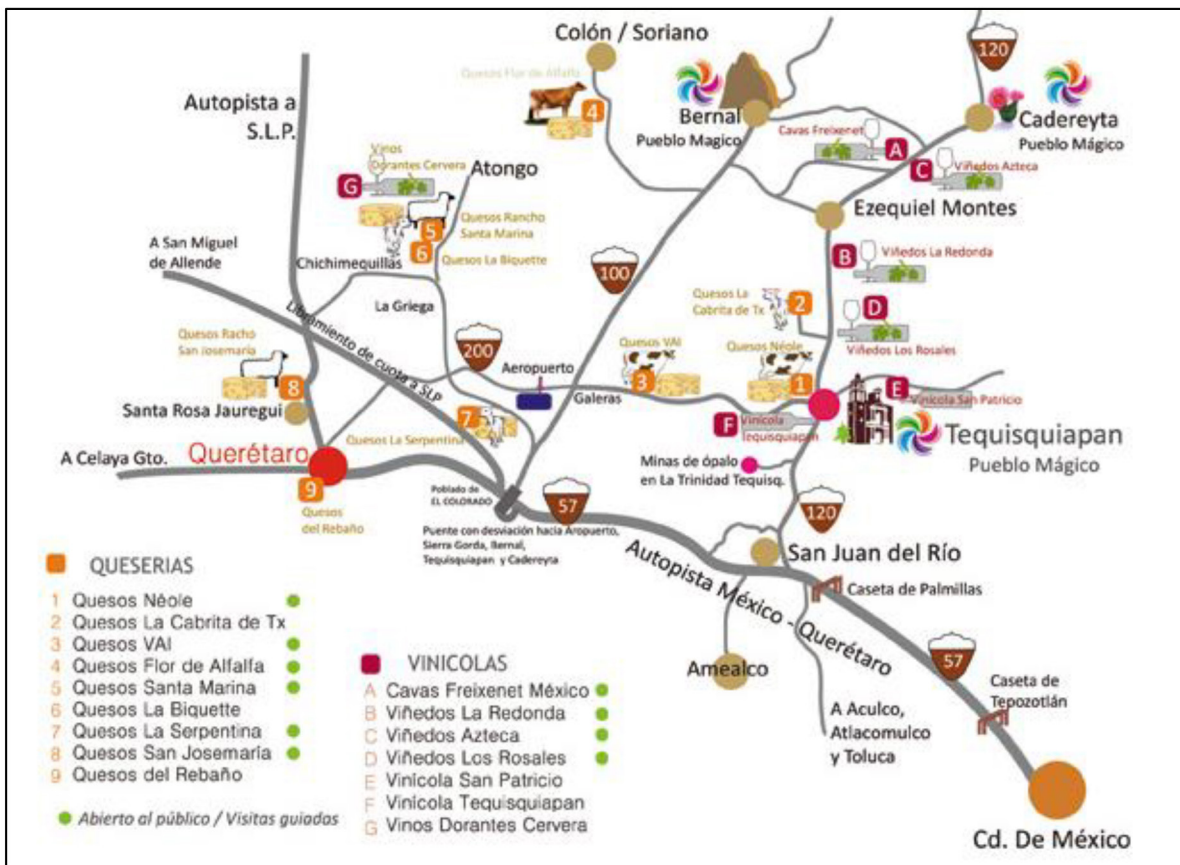 Colón / Soriano
120
Quesos Flor de Alfalfa
4
Autopista a
S.L.P.
Bernal
Pueblo Magico
Cadereyta
Pueblo Mágico
Cavas Freixenet
A
C
Viñedos Azteca
Vinos
Dorantes Cervera
G
Atongo
Ezequiel Montes
Quesos Rancho
Santa Marina
5
6
Quesos La Biquette
A San Miguel
de Allende
Chichimequillas
B
Viñedos La Redonda
100
La Griega
Quesos La
Cabrita de Tx
2
D
Viñedos Los Rosales
Libramiento de cuota a SLP
Quesos Racho
San Josemaría
8
200
Aeropuerto
Quesos VAI
3
Galeras
Quesos Néole
1
E
Vinícola San Patricio
Santa Rosa Jauregui
7
Quesos La Serpentina
F
Vinícola
Tequisquiapan
Tequisquiapan
Pueblo Mágico
A Celaya Gto.
Querétaro
9
Quesos
del Rebaño
Minas de ópalo
en La Trinidad Tequisq.
Poblado de
EL COLORADO
57
120
Puente con desviación hacia Aropuerto,
Sierra Gorda, Bernal,
Tequisquiapan y Cadereyta
San Juan del Río
Autopista México - Querétaro
Caseta de Palmillas
Amealco
57
Caseta de
Tepozotlán
A Aculco,
Atlacomulco
y Toluca
Cd. De México
QUESERIAS
1 Quesos Néole
2 Quesos La Cabrita de Tx
3 Quesos VAI
4 Quesos Flor de Alfalfa
5 Quesos Santa Marina
6 Quesos La Biquette
7 Quesos La Serpentina
8 Quesos San Josemaría
9 Quesos del Rebaño
Abierto al público / Visitas guiadas
VINICOLAS
A Cavas Freixenet México
B Viñedos La Redonda
C Viñedos Azteca
D Viñedos Los Rosales
E Vinícola San Patricio
F Vinícola Tequisquiapan
G Vinos Dorantes Cervera